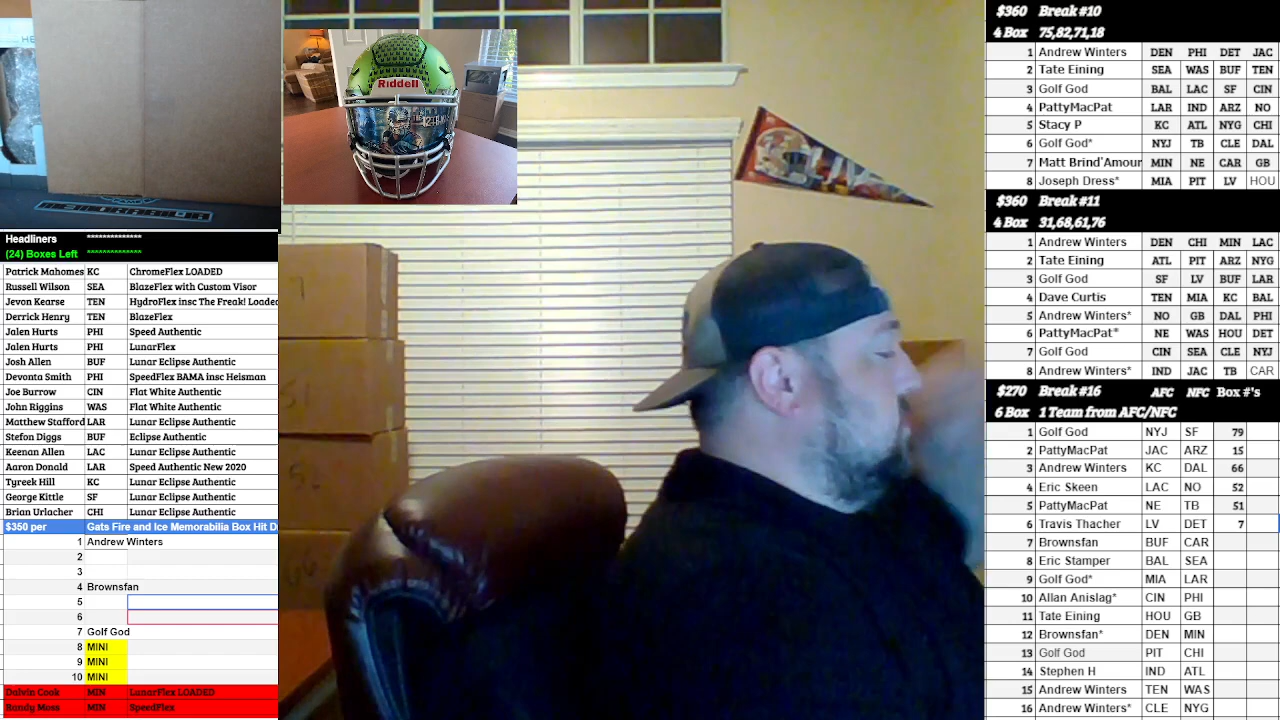 Riddell
Headliners **************
(24) Boxes Left **************
Patrick Mahomes KC ChromeFlex LOADED
Russell Wilson SEA BlazeFlex with Custom Visor
Jevon Kearse TEN HydroFlex insc The Freak! Loaded
Derrick Henry TEN BlazeFlex
Jalen Hurts PHI Speed Authentic
Jalen Hurts PHI LunarFlex
Josh Allen BUF Lunar Eclipse Authentic
Devonta Smith PHI SpeedFlex BAMA insc Heisman
Joe Burrow CIN Flat White Authentic
John Riggins WAS Flat White Authentic
Matthew Stafford LAR Lunar Eclipse Authentic
Stefon Diggs BUF Eclipse Authentic
Keenan Allen LAC Lunar Eclipse Authentic
Aaron Donald LAR Speed Authentic New 2020
Tyreek Hill KC Lunar Eclipse Authentic
George Kittle SF Lunar Eclipse Authentic
Brian Urlacher CHI Lunar Eclipse Authentic
$350 per Gats Fire and Ice Memorabilia Box Hit D
1 Andrew Winters
2
3
4 Brownsfan
5
6
7 Golf God
8 MINI
9 MINI
10 MINI
Dalvin Cook MIN LunarFlex LOADED
Randy Moss MIN SpeedFlex
$360 Break #10
4 Box 75,82,71,18
1 Andrew Winters DEN PHI DET JAC
2 Tate Eining SEA WAS BUF TEN
3 Golf God BAL LAC SF CIN
4 PattyMacPat LAR IND ARZ NO
5 Stacy P KC ATL NYG CHI
6 Golf God* NYJ TB CLE DAL
7 Matt Brind'Amour MIN NE CAR GB
8 Joseph Dress* MIA PIT LV HOU
$360 Break #11
4 Box 31,68,61,76
1 Andrew Winters DEN CHI MIN LAC
2 Tate Eining ATL PIT ARZ NYG
3 Golf God SF LV BUF LAR
4 Dave Curtis TEN MIA KC BAL
5 Andrew Winters* NO GB DAL PHI
6 PattyMacPat* NE WAS HOU DET
7 Golf God CIN SEA CLE NYJ
8 Andrew Winters* IND JAC TB CAR
$270 Break #16 AFC NFC Box #'s
6 Box 1 Team from AFC/NFC
1 Golf God NYJ SF 79
2 PattyMacPat JAC ARZ 15
3 Andrew Winters KC DAL 66
4 Eric Skeen LAC NO 52
5 PattyMacPat NE TB 51
6 Travis Thacher LV DET 7
7 Brownsfan BUF CAR
8 Eric Stamper BAL SEA
9 Golf God* MIA LAR
10 Allan Anislag* CIN PHI
11 Tate Eining HOU GB
12 Brownsfan* DEN MIN
13 Golf God PIT CHI
14 Stephen H IND ATL
15 Andrew Winters TEN WAS
16 Andrew Winters* CLE NYG